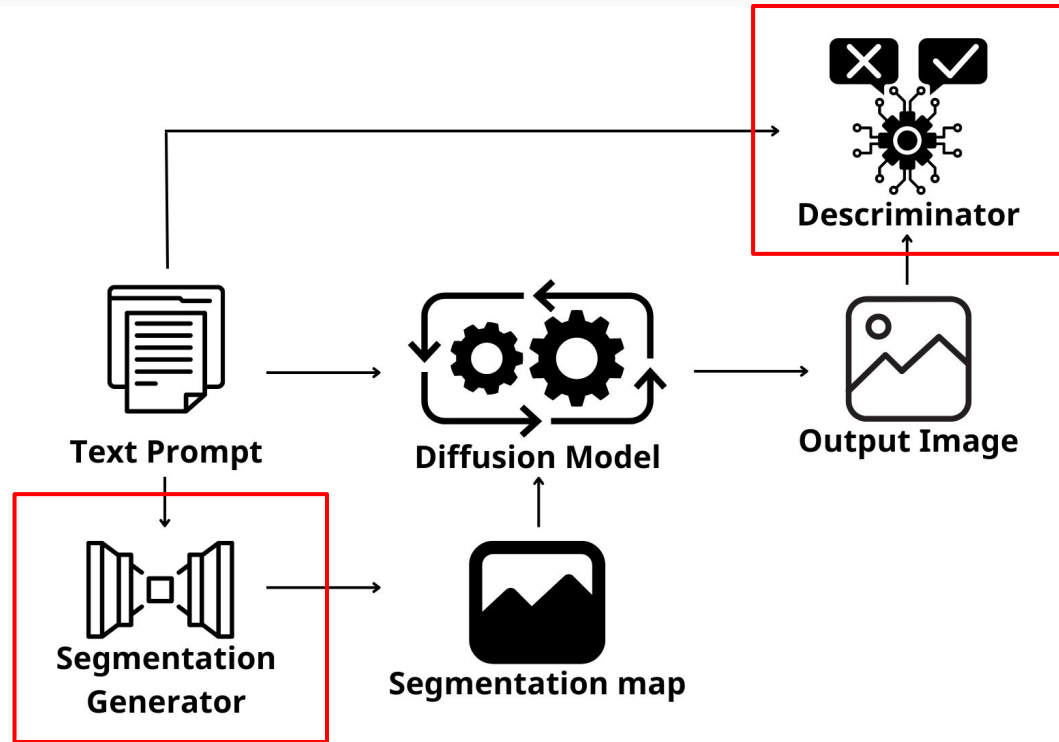 Descriminator
Text Prompt
Diffusion Model
Output Image
Segmentation
Generator
Segmentation map